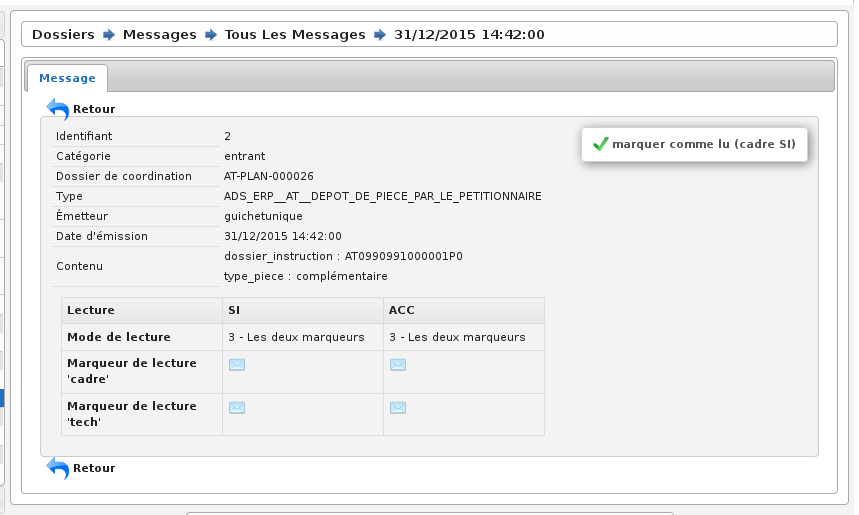 Dossiers Messages Tous Les Messages 31/12/2015 14:42:00
Message
Retour
marquer comme lu (cadre SI)
Identifiant 2
Catégorie entrant
Dossier de coordination AT-PLAN-000026
Type ADS_ERP__AT__DEPOT_DE_PIECE_PAR_LE_PETITIONNAIRE
Émetteur guichetunique
Date d'émission 31/12/2015 14:42:00
Contenu dossier_instruction : AT0990991000001P0
type_piece : complémentaire
Lecture SI ACC
Mode de lecture 3 - Les deux marqueurs 3 - Les deux marqueurs
Marqueur de lecture
'cadre'
Marqueur de lecture
'tech'
Retour